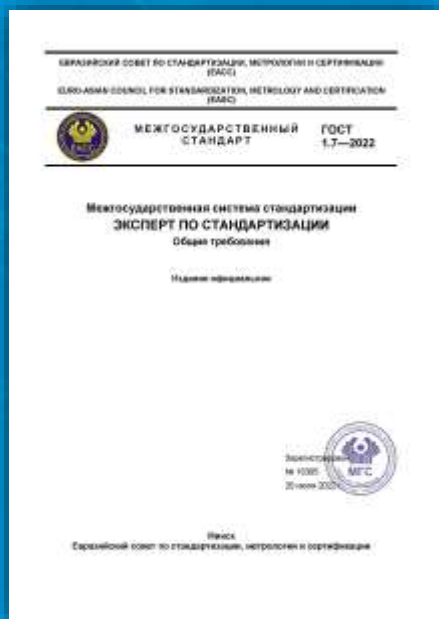 ЕВРАЗИЙСКИЙ СОВЕТ ПО СТАНДАРТИЗАЦИИ, МЕТРОЛОГИИ И СЕРТИФИКАЦИИ
(ЕАСС)
EURO-ASIAN COUNCIL FOR STANDARDIZATION, METROLOGY AND CERTIFICATION
(EASC)
МЕЖГОСУДАРСТВЕННЫЙ
СТАНДАРТ
ГОСТ
1.7—2022
Межгосударственная система стандартизации
ЭКСПЕРТ ПО СТАНДАРТИЗАЦИИ
Общие требования
Издание официальное
МГС
Минск
Евразийский совет по стандартизации, метрологии и сертификации